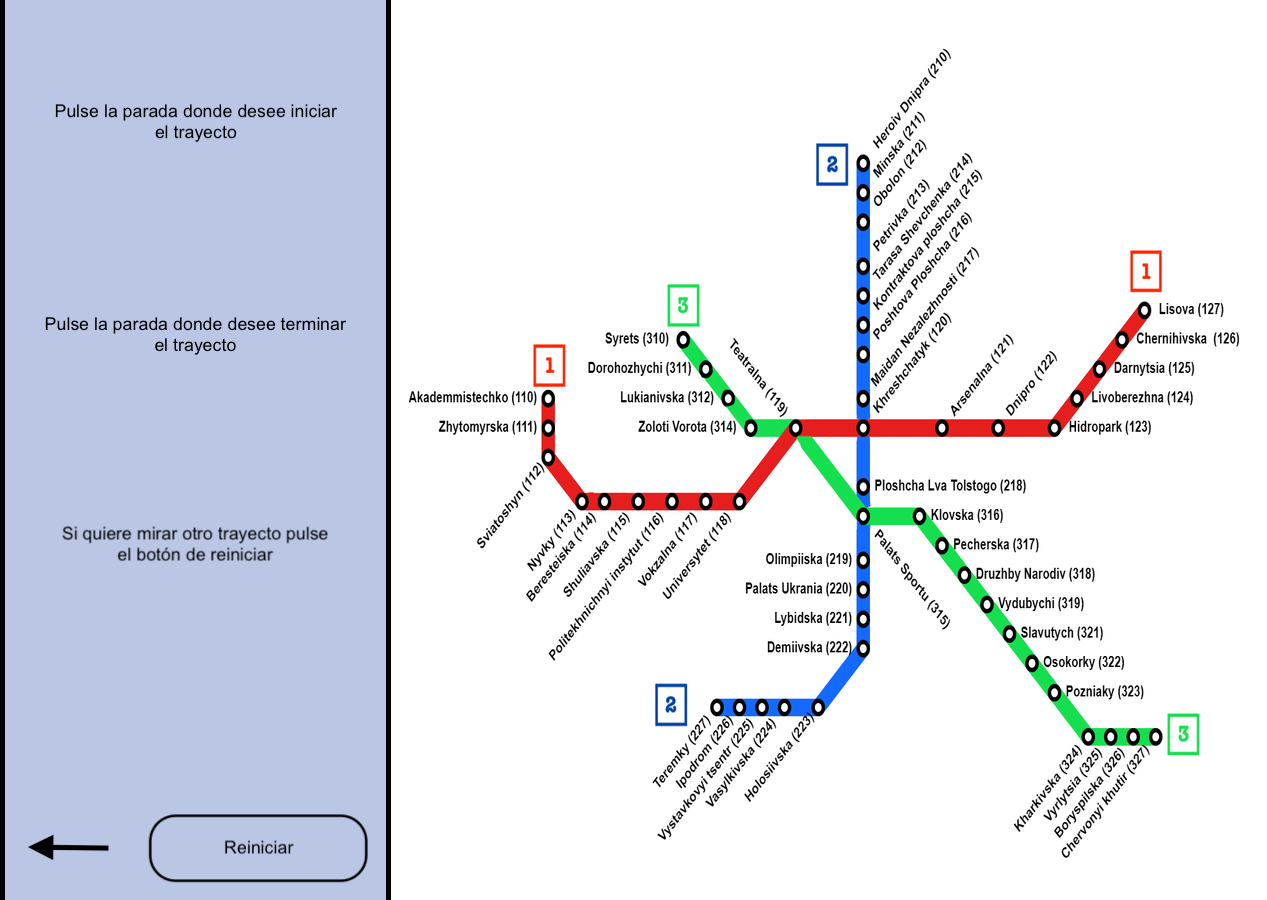 Pulse la parada donde desee iniciar
el trayecto
Pulse la parada donde desee terminar
el trayecto
Si quiere mirar otro trayecto pulse
el botón de reiniciar
Reiniciar
2
Heroiv Dnipra (210)
Minska (211)
Obolon (212)
Petrivka (213)
Tarasa Shevchenka (214)
Kontraktova ploshcha (215)
Poshtova Ploshcha (216)
Maidan Nezalezhnosti (217)
Khreshchatyk (120)
Arsenalna (121)
Dnipro (122)
1
Lisova (127)
Chernihivska (126)
Darnytsia (125)
Livoberezhna (124)
Hidropark (123)
3
Syrets (310)
Dorohozhychi (311)
Lukianivska (312)
Zoloti Vorota (314)
Teatralna (119)
1
Akademmistechko (110)
Zhytomyrska (111)
Sviatoshyn (112)
Nyvky (113)
Beresteiska (114)
Shuliavska (115)
Politekhnichnyi instytut (116)
Vokzalna (117)
Universytet (118)
Ploshcha Lva Tolstogo (218)
Klovska (316)
Pecherska (317)
Druzhby Narodiv (318)
Vydubychi (319)
Slavutych (321)
Osokorky (322)
Pozniaky (323)
Palats Sportu (315)
Olimpiiska (219)
Palats Ukrania (220)
Lybidska (221)
Demiivska (222)
2
Teremky (227)
Ipodrom (226)
Vystavkovyi tsentr (225)
Vasylkivska (224)
Holosiivska (223)
3
Kharkivska (324)
Vyrlytsia (325)
Boryspilska (326)
Chervonyi khutir (327)